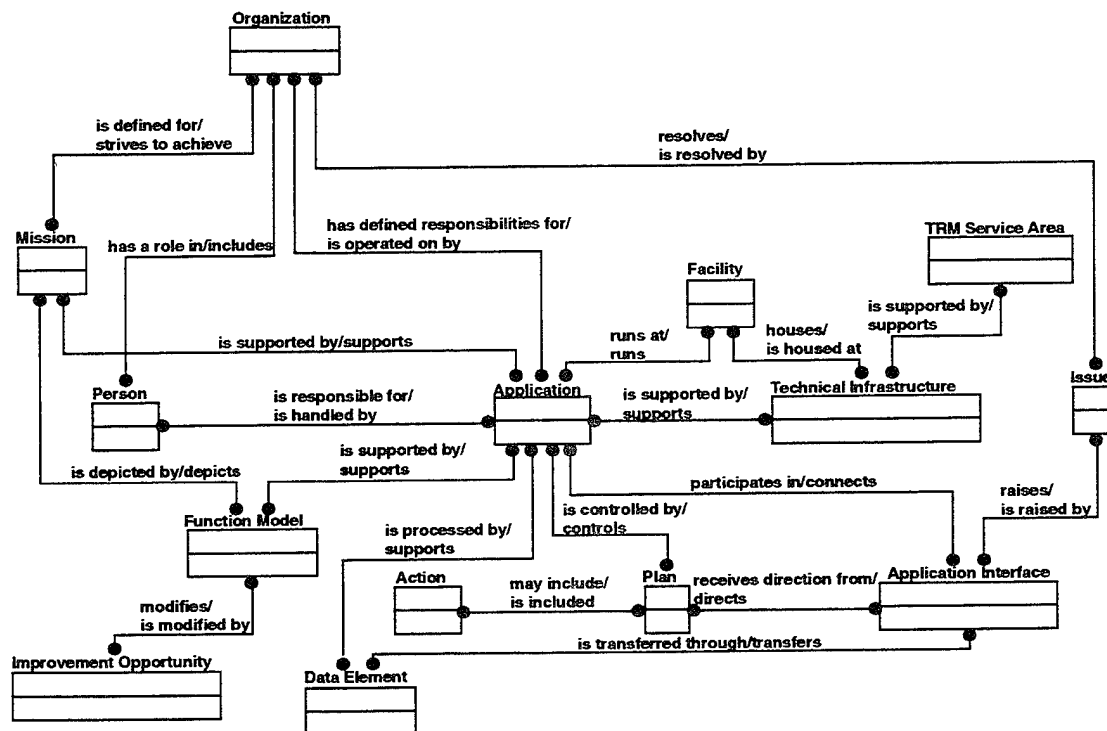 Organization
is defined for/
strives to achieve
resolves/
is resolved by
Mission
has a role in/includes
has defined responsibilities for/
is operated on by
TRM Service Area
Facility
is supported by/
supports
runs at/
runs
houses/
is housed at
is supported by/supports
Person
Application
Technical Infrastructure
Issue
is responsible for/
is handled by
is supported by/
supports
is depicted by/depicts
is supported by/
supports
participates in/connects
raises/
is raised by
Function Model
is processed by/
supports
is controlled by/
controls
Action
may include/
is included
Plan
receives direction from/
directs
Application Interface
modifies/
is modified by
is transferred through/transfers
Improvement Opportunity
Data Element